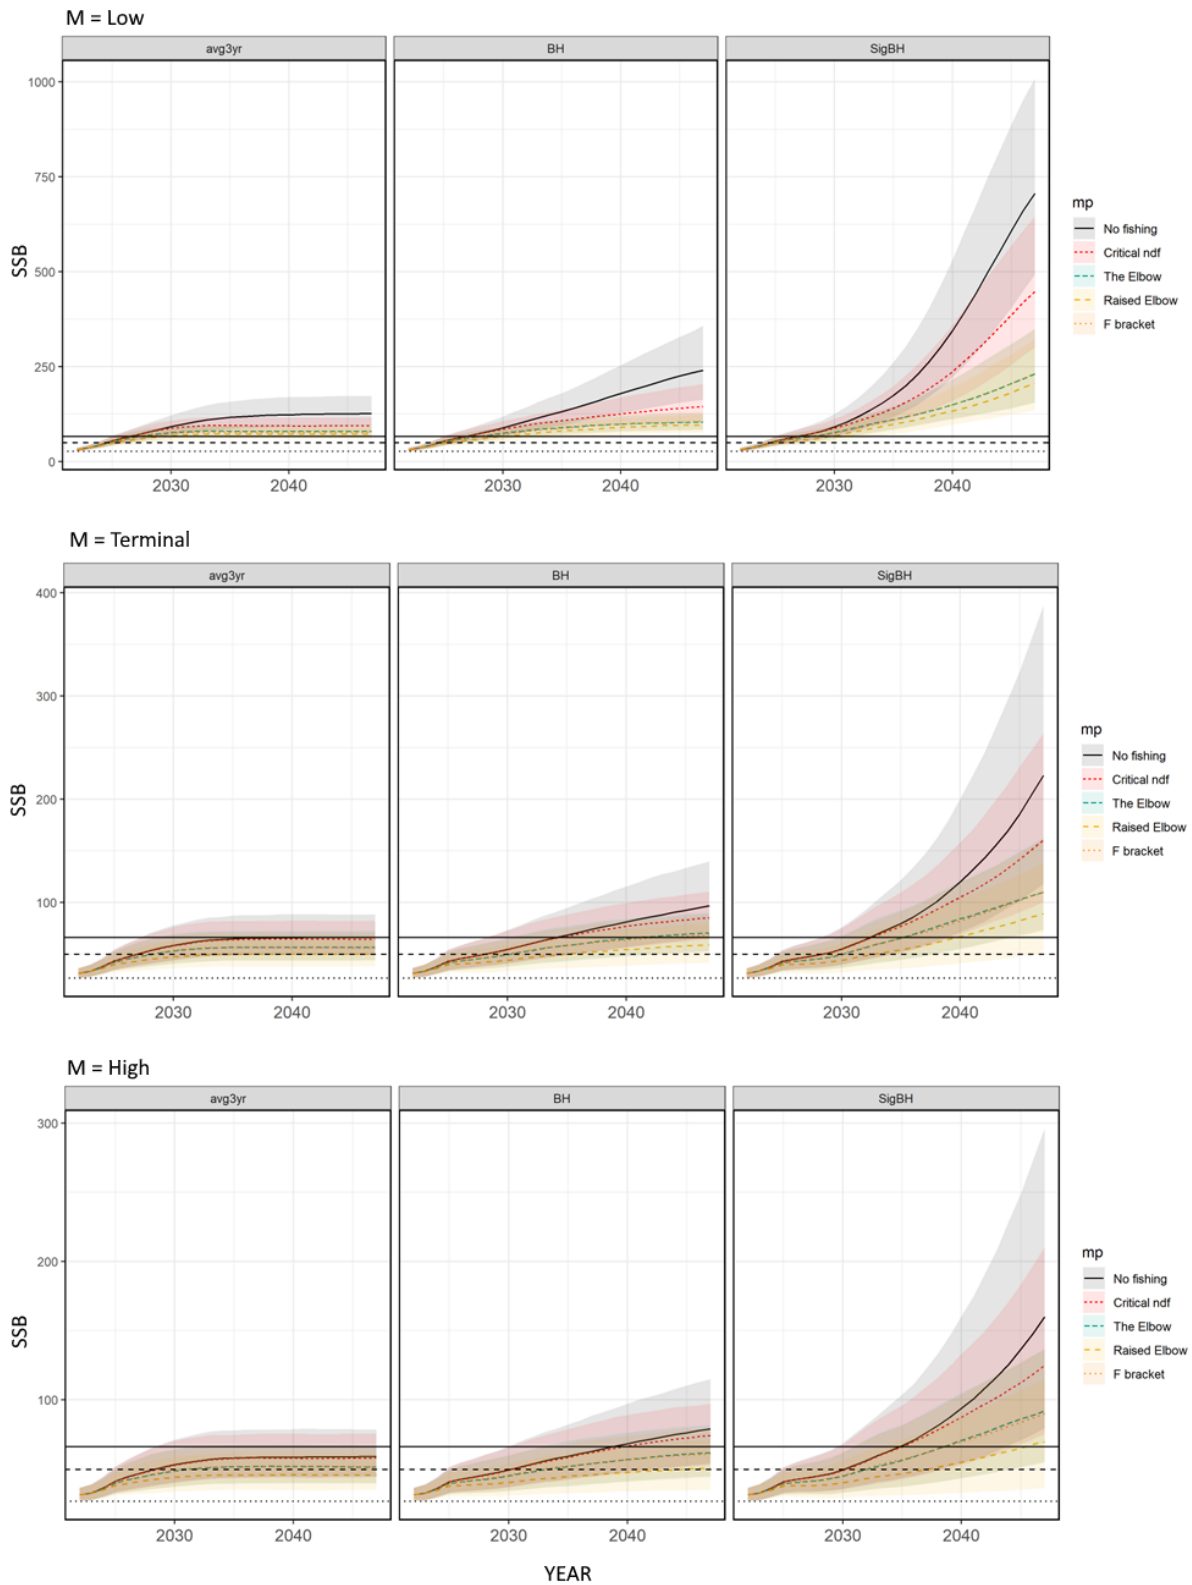 M = Low
avg3yr BH SigBH
1000
750
500
250
0
SSB
2030 2040 2030 2040 2030 2040
mp
No fishing
Critical ndf
The Elbow
Raised Elbow
F bracket
M = Terminal
avg3yr BH SigBH
400
300
200
100
SSB
2030 2040 2030 2040 2030 2040
mp
No fishing
Critical ndf
The Elbow
Raised Elbow
F bracket
M = High
avg3yr BH SigBH
300
200
100
SSB
2030 2040 2030 2040 2030 2040
mp
No fishing
Critical ndf
The Elbow
Raised Elbow
F bracket
YEAR